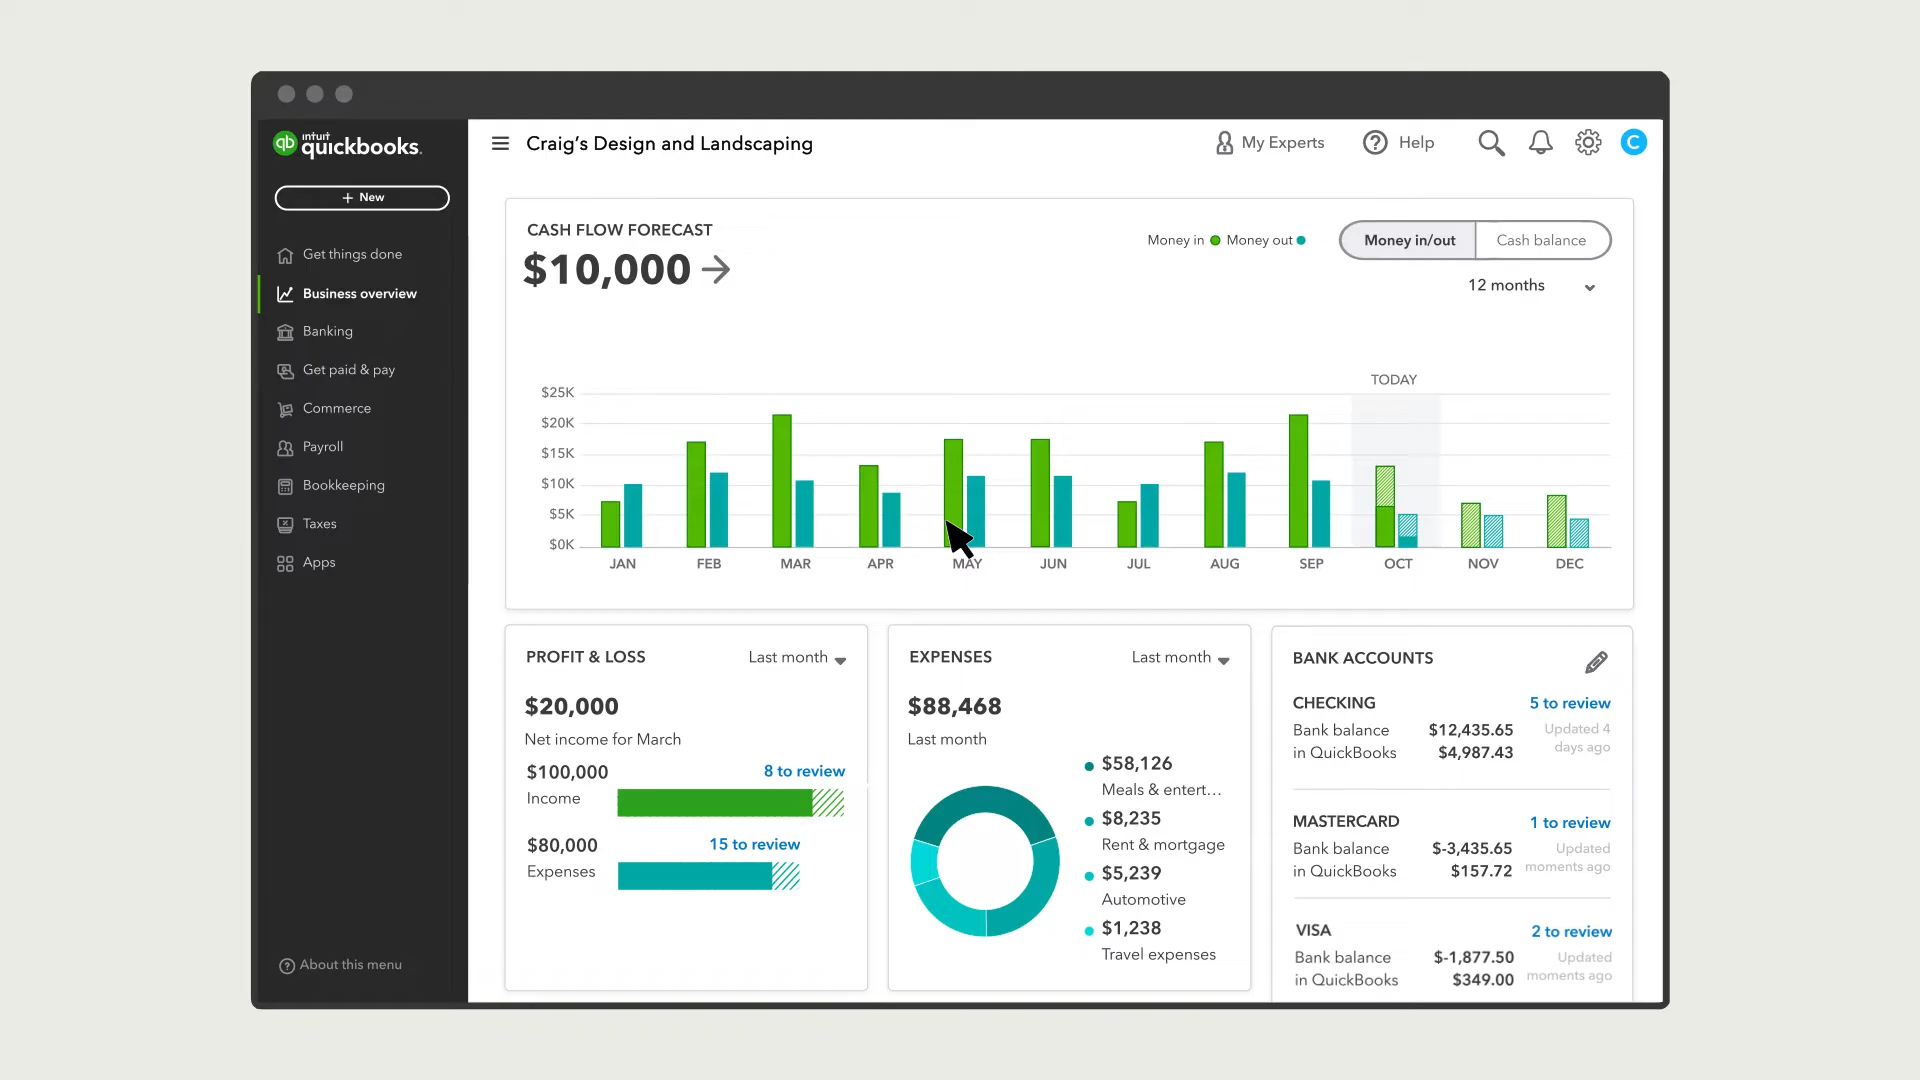 intuit
quickbooks.
+ New
Get things done
Business overview
Banking
Get paid & pay
Commerce
Payroll
Bookkeeping
Taxes
Apps
About this menu
Craig's Design and Landscaping
My Experts
Help
C
CASH FLOW FORECAST
$10,000
Money in
Money out
Money in/out
Cash balance
12 months
TODAY
$25K
$20K
$15K
$10K
$5K
$0K
JAN FEB MAR APR MAY JUN JUL AUG SEP OCT NOV DEC
PROFIT & LOSS
Last month
$20,000
Net income for March
$100,000
8 to review
Income
$80,000
15 to review
Expenses
EXPENSES
Last month
$88,468
Last month
$58,126
Meals & entert...
$8,235
Rent & mortgage
$5,239
Automotive
$1,238
Travel expenses
BANK ACCOUNTS
CHECKING
5 to review
Bank balance $12,435.65
in QuickBooks $4,987.43
Updated 4
days ago
MASTERCARD
1 to review
Bank balance $-3,435.65
in QuickBooks $157.72
Updated
moments ago
VISA
2 to review
Bank balance $-1,877.50
in QuickBooks $349.00
Updated
moments ago